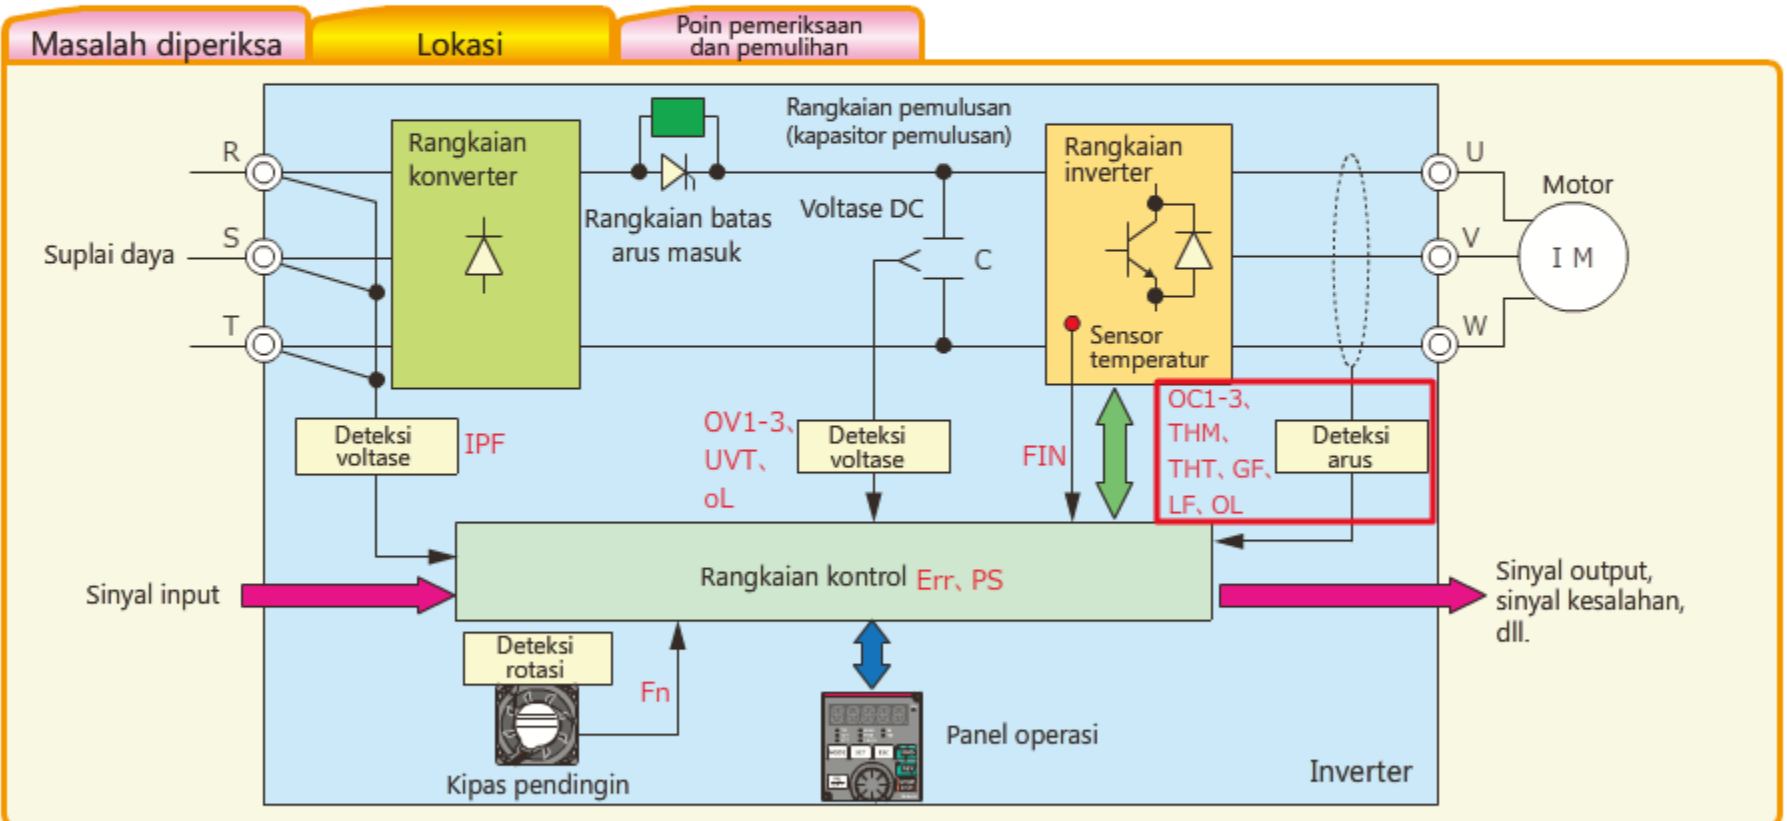 Masalah diperiksa
Lokasi
Poin pemeriksaan
dan pemulihan
R
S
T
Suplai daya
Rangkaian
konverter
Rangkaian batas
arus masuk
Rangkaian pemulusan
(kapasitor pemulusan)
Voltase DC
C
Rangkaian
inverter
Sensor
temperatur
U
V
W
Motor
I M
Deteksi
voltase
IPF
OV1-3、
UVT、
oL
Deteksi
voltase
FIN
OC1-3、
THM、
THT、GF、
LF、OL
Deteksi
arus
Sinyal input
Rangkaian kontrol Err、PS
Sinyal output,
sinyal kesalahan,
dll.
Deteksi
rotasi
Fn
Kipas pendingin
Panel operasi
Inverter